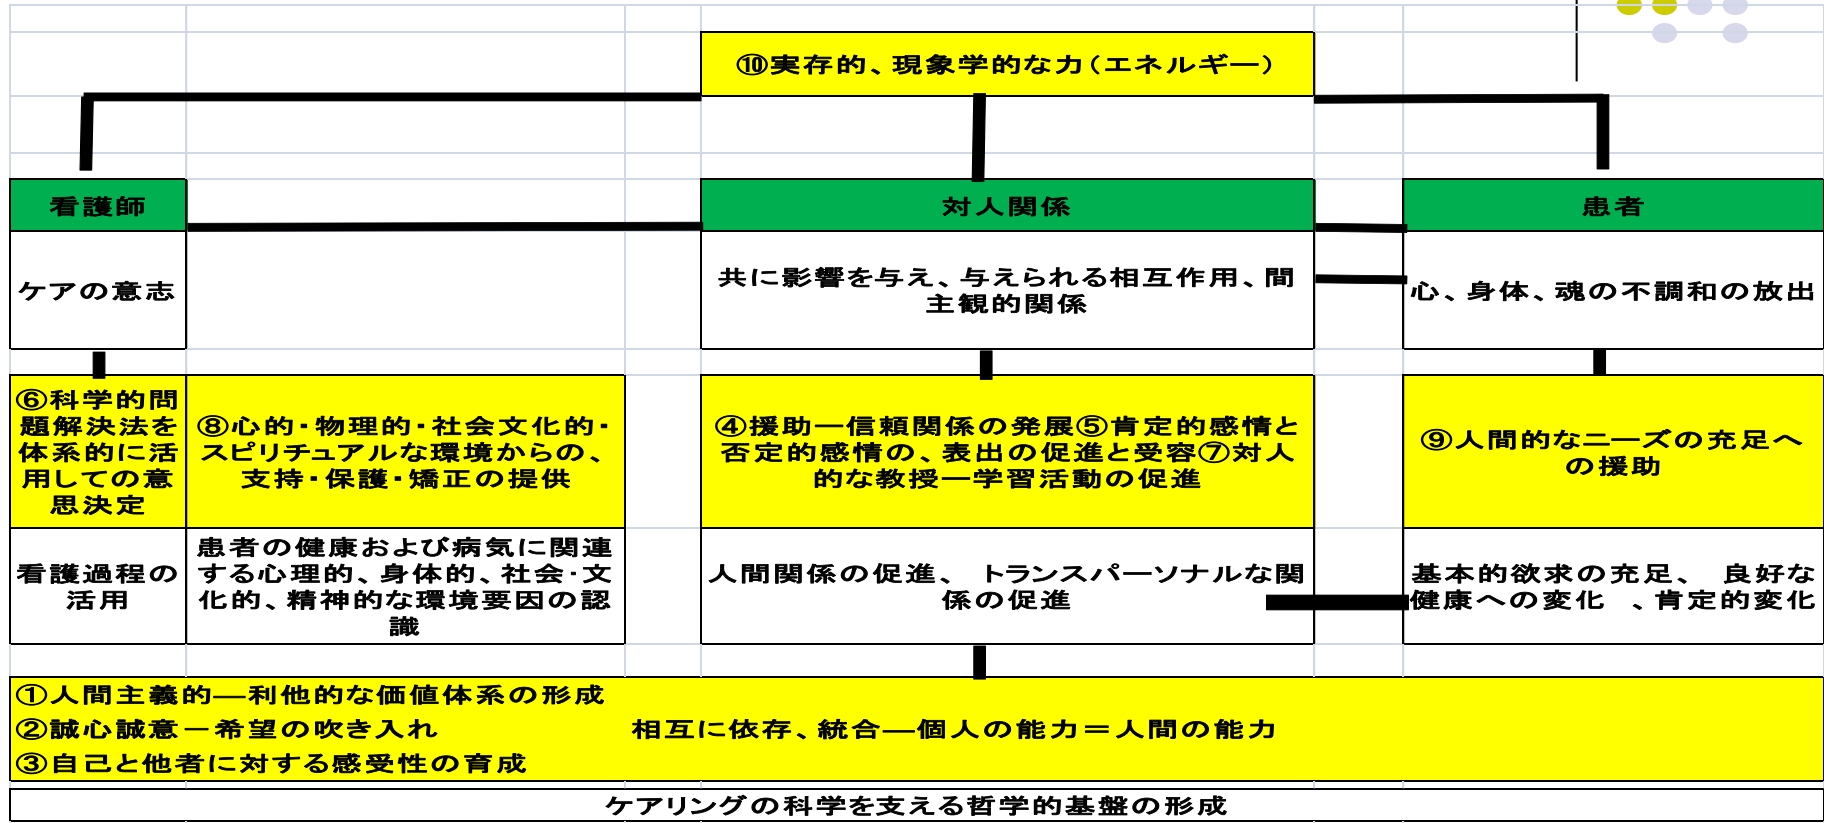 ⑩実存的、現象学的な力（エネルギー）
看護師
対人関係
患者
ケアの意志
共に影響を与え、与えられる相互作用、間
主観的関係
心、身体、魂の不調和の放出
⑥科学的問
題解決法を
体系的に活
用しての意
思決定
⑧心的・物理的・社会文化的・
スピリチュアルな環境からの、
支持・保護・矯正の提供
④援助―信頼関係の発展⑤肯定的感情と
否定的感情の、表出の促進と受容⑦対人
的な教授―学習活動の促進
⑨人間的なニーズの充足へ
の援助
看護過程の
活用
患者の健康および病気に関連
する心理的、身体的、社会・文
化的、精神的な環境要因の認
識
人間関係の促進、 トランスパーソナルな関
係の促進
基本的欲求の充足、 良好な
健康への変化 、肯定的変化
①人間主義的―利他的な価値体系の形成
②誠心誠意－希望の吹き入れ 相互に依存、統合―個人の能力＝人間の能力
③自己と他者に対する感受性の育成
ケアリングの科学を支える哲学的基盤の形成